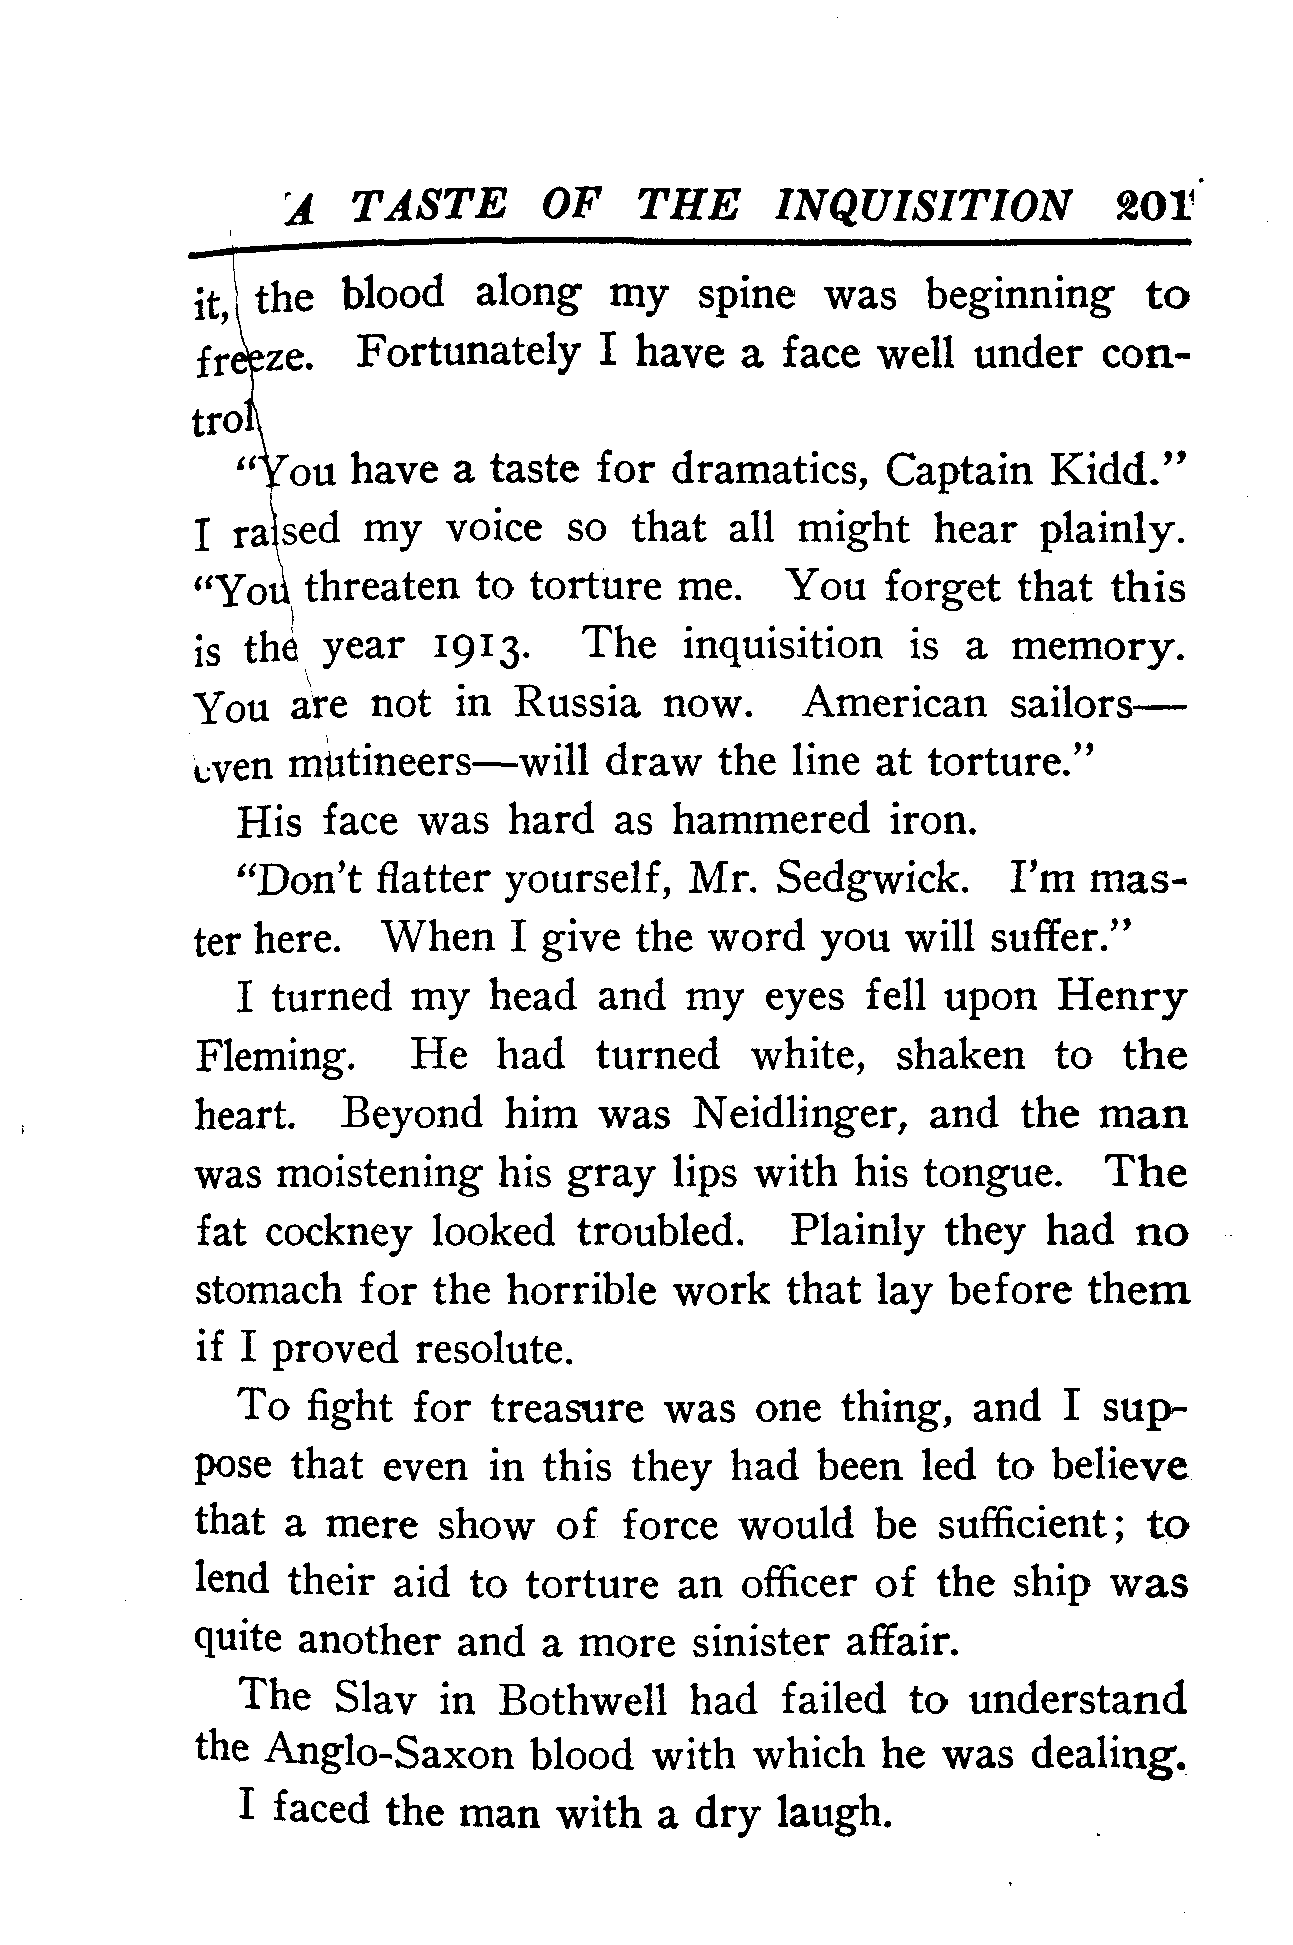 A TASTE OF THE INQUISITION 201
it, the blood along my spine was beginning to
freeze. Fortunately I have a face well under con-
trol.
"You have a taste for dramatics, Captain Kidd."
I raised my voice so that all might hear plainly.
"You threaten to torture me. You forget that this
is the year 1913. The inquisition is a memory.
You are not in Russia now. American sailors—
even mutineers—will draw the line at torture."
His face was hard as hammered iron.
"Don't flatter yourself, Mr. Sedgwick. I'm mas-
ter here. When I give the word you will suffer."
I turned my head and my eyes fell upon Henry
Fleming. He had turned white, shaken to the
heart. Beyond him was Neidlinger, and the man
was moistening his gray lips with his tongue. The
fat cockney looked troubled. Plainly they had no
stomach for the horrible work that lay before them
if I proved resolute.
To fight for treasure was one thing, and I sup-
pose that even in this they had been led to believe
that a mere show of force would be sufficient; to
lend their aid to torture an officer of the ship was
quite another and a more sinister affair.
The Slav in Bothwell had failed to understand
the Anglo-Saxon blood with which he was dealing.
I faced the man with a dry laugh.